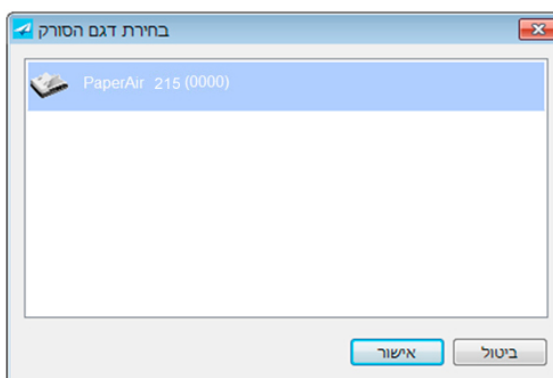 בחירת דגם הסורק
PaperAir 215 (0000)
אישור
ביטול